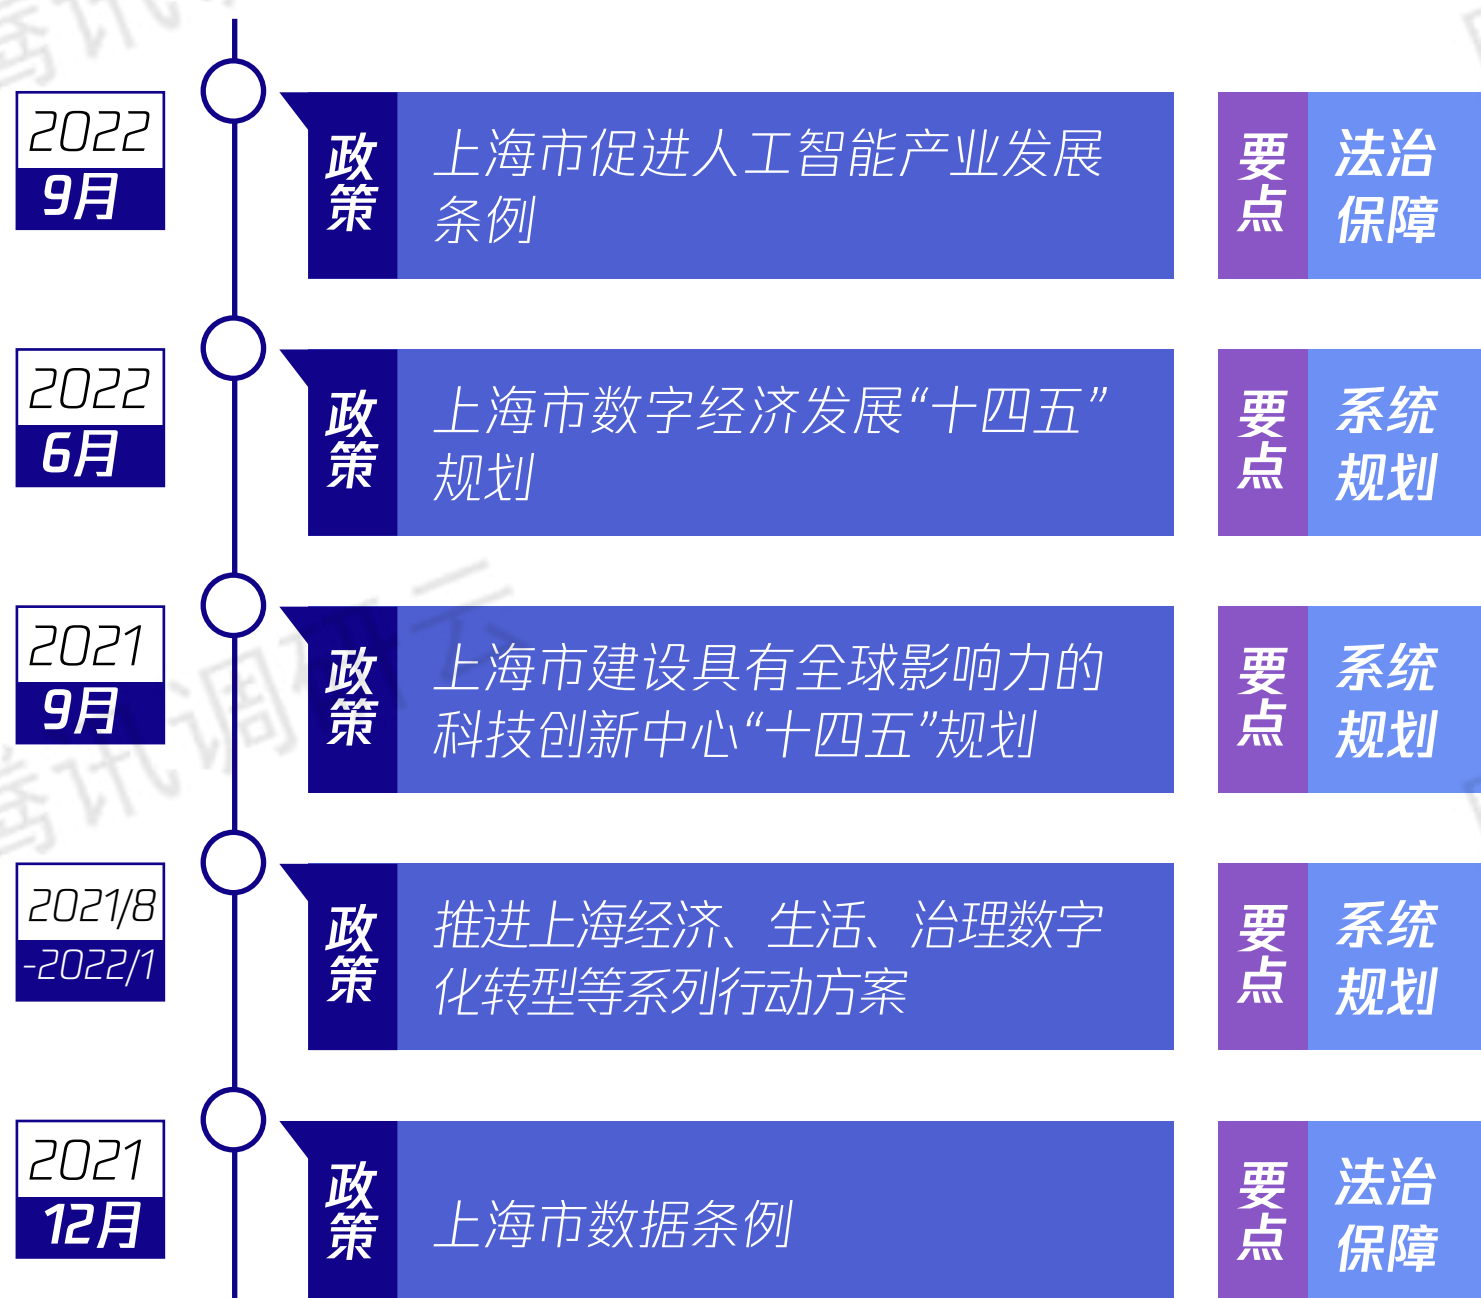 2022
9月
政策
上海市促进人工智能产业发展
条例
要点
法治
保障
2022
6月
政策
上海市数字经济发展“十四五”
规划
要点
系统
规划
2021
9月
政策
上海市建设具有全球影响力的
科技创新中心“十四五”规划
要点
系统
规划
2021/8
-2022/1
政策
推进上海经济、生活、治理数字
化转型等系列行动方案
要点
系统
规划
2021
12月
政策
上海市数据条例
要点
法治
保障
腾讯调研云
腾讯